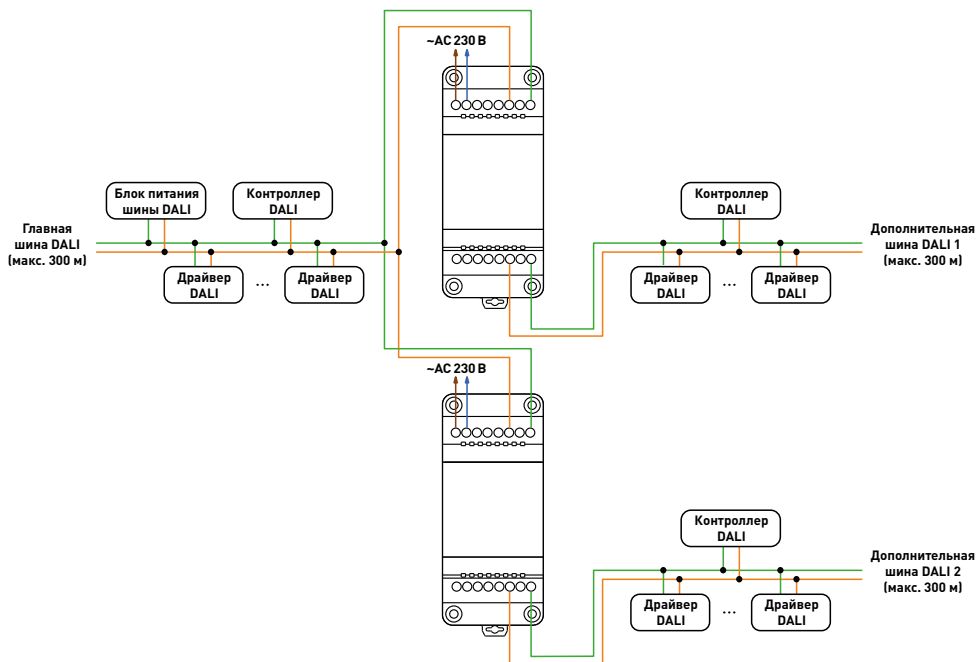 ~AC 230 В
Блок питания
шины DALI
Контроллер
DALI
Контроллер
DALI
Главная
шина DALI
(макс. 300 м)
Дополнительная
шина DALI 1
(макс. 300 м)
Драйвер
DALI
...
Драйвер
DALI
Драйвер
DALI
...
Драйвер
DALI
~AC 230 В
Контроллер
DALI
Дополнительная
шина DALI 2
(макс. 300 м)
Драйвер
DALI
...
Драйвер
DALI